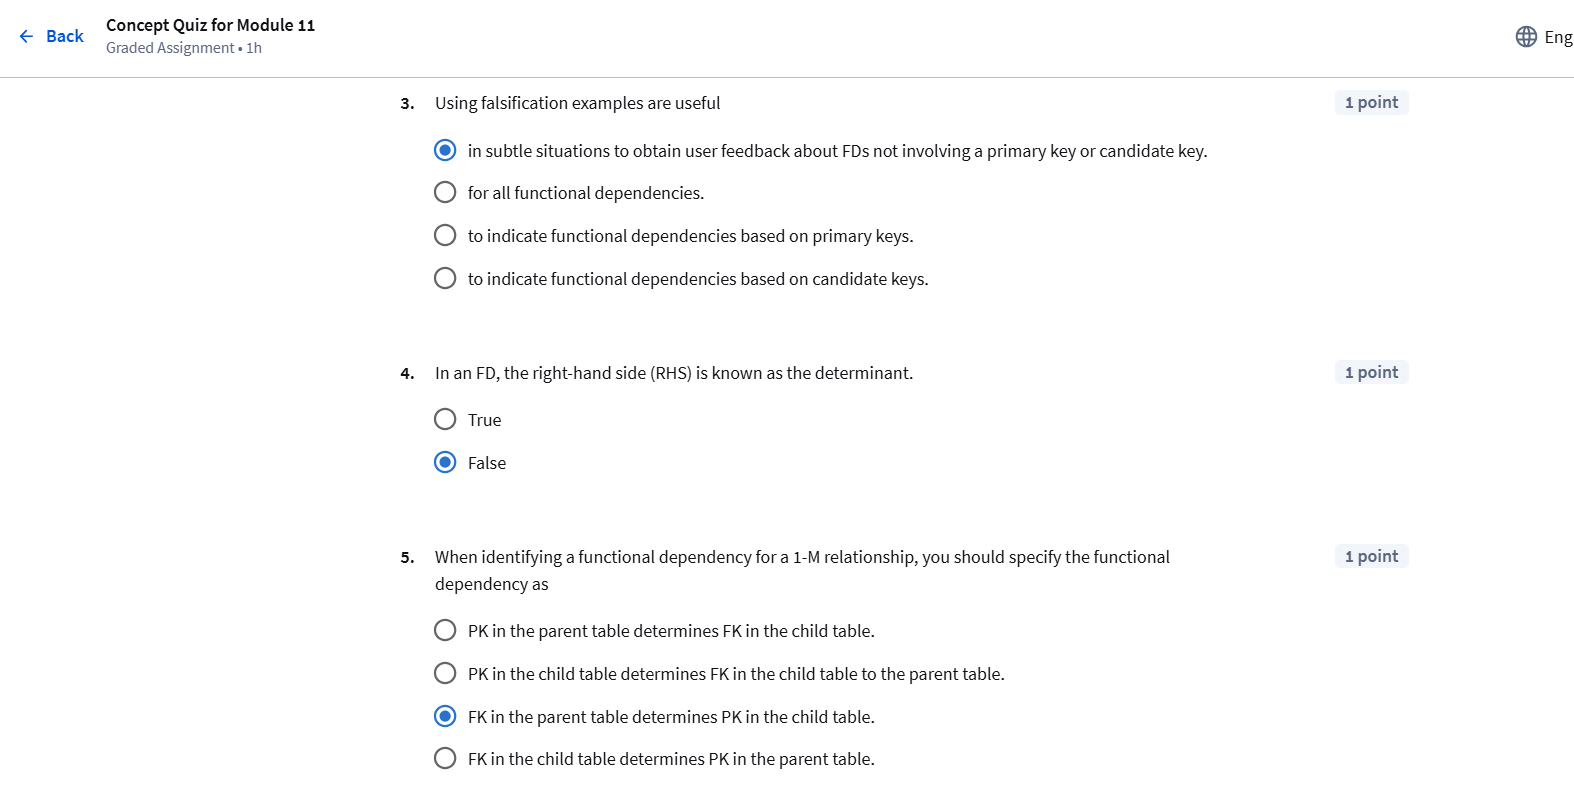 Back
Concept Quiz for Module 11
Graded Assignment • 1h
Eng
3. Using falsification examples are useful
1 point
in subtle situations to obtain user feedback about FDs not involving a primary key or candidate key.
for all functional dependencies.
to indicate functional dependencies based on primary keys.
to indicate functional dependencies based on candidate keys.
4. In an FD, the right-hand side (RHS) is known as the determinant.
1 point
True
False
5. When identifying a functional dependency for a 1-M relationship, you should specify the functional
1 point
dependency as
PK in the parent table determines FK in the child table.
PK in the child table determines FK in the child table to the parent table.
FK in the parent table determines PK in the child table.
FK in the child table determines PK in the parent table.